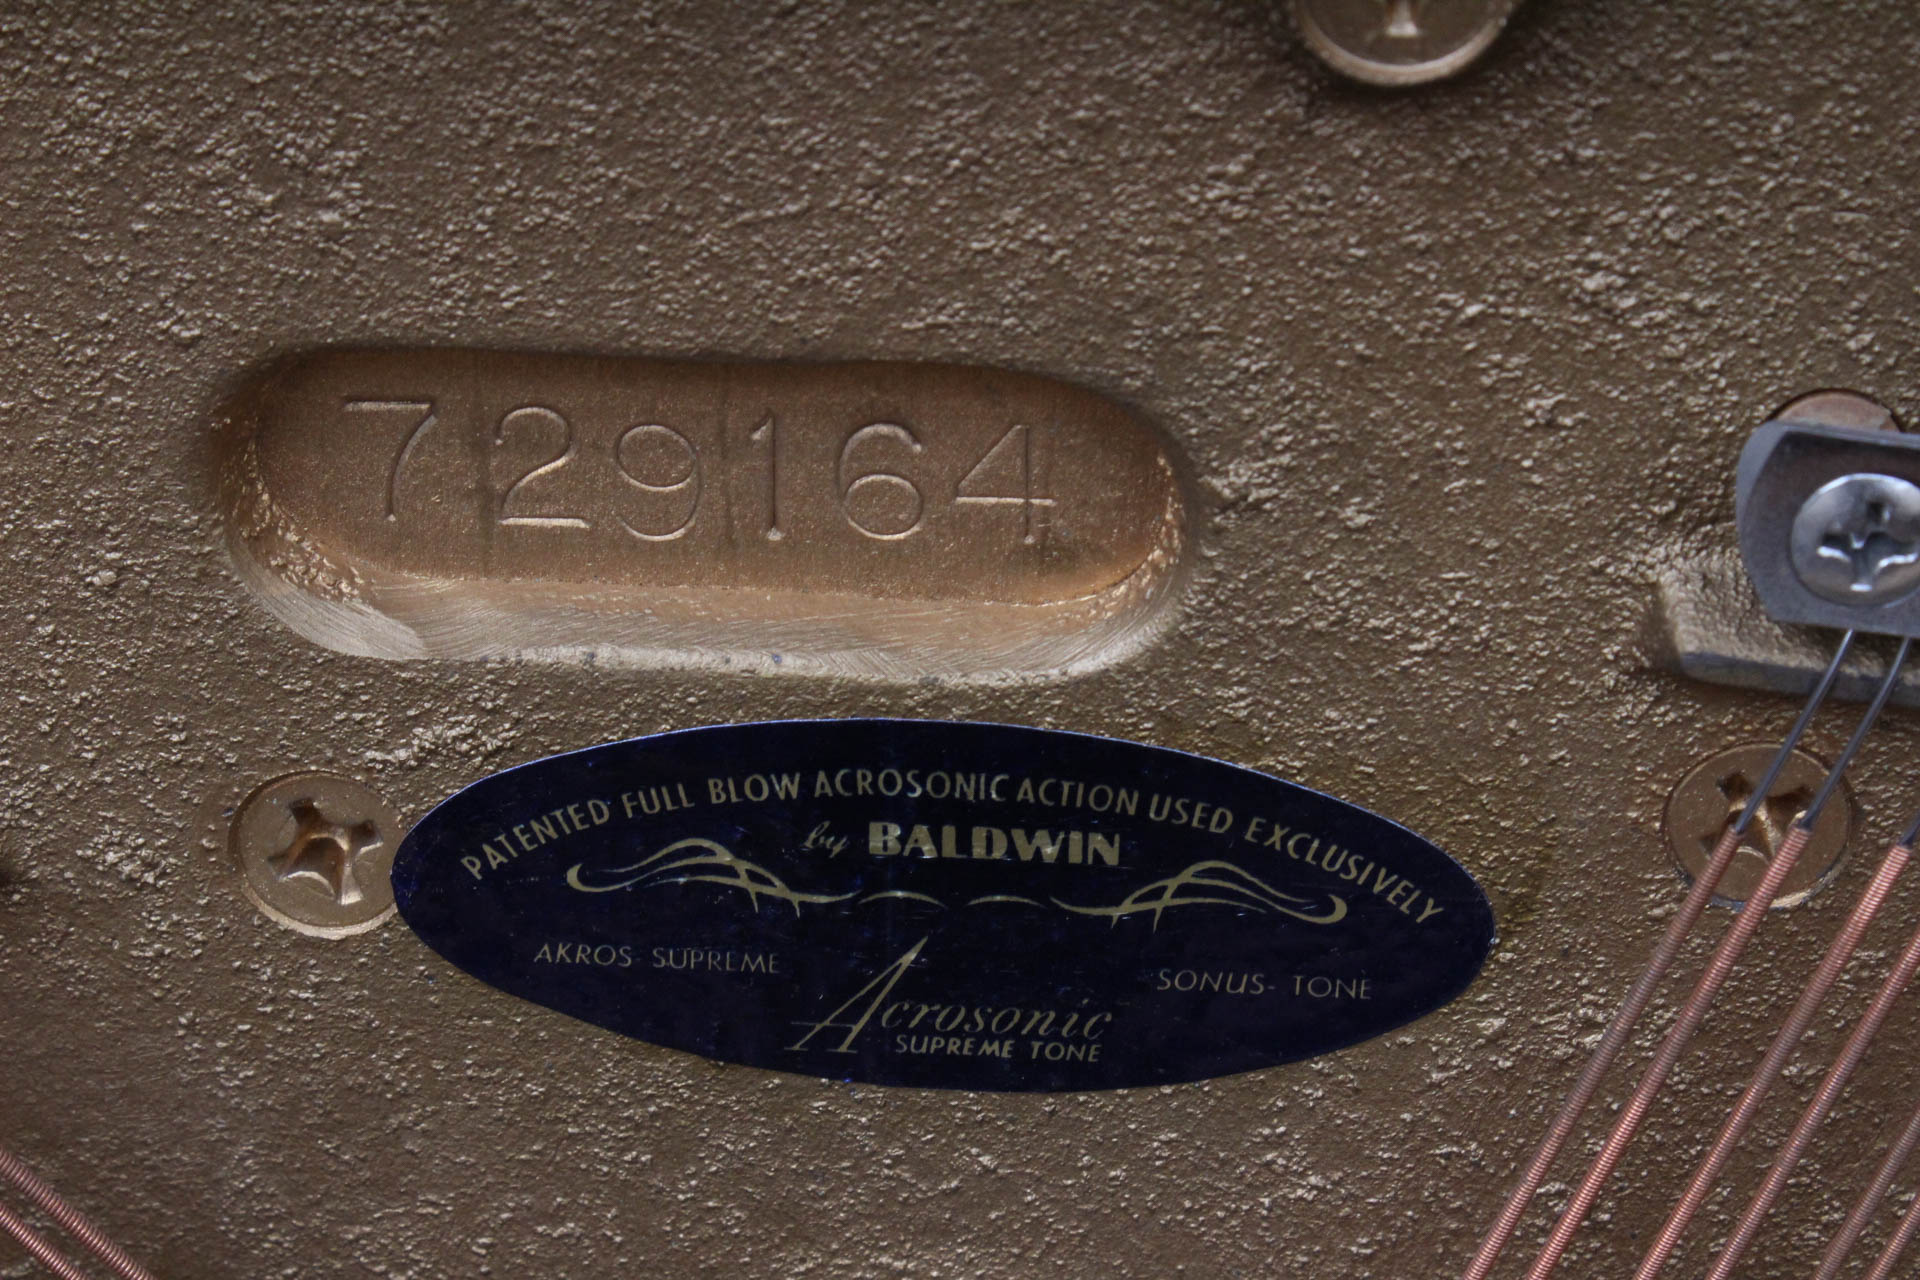 729164
PATENTED FULL BLOW ACROSONIC ACTION USED EXCLUSIVELY
by BALDWIN
AKROS- SUPREME
SONUS- TONE
Acrosonic
SUPREME TONE